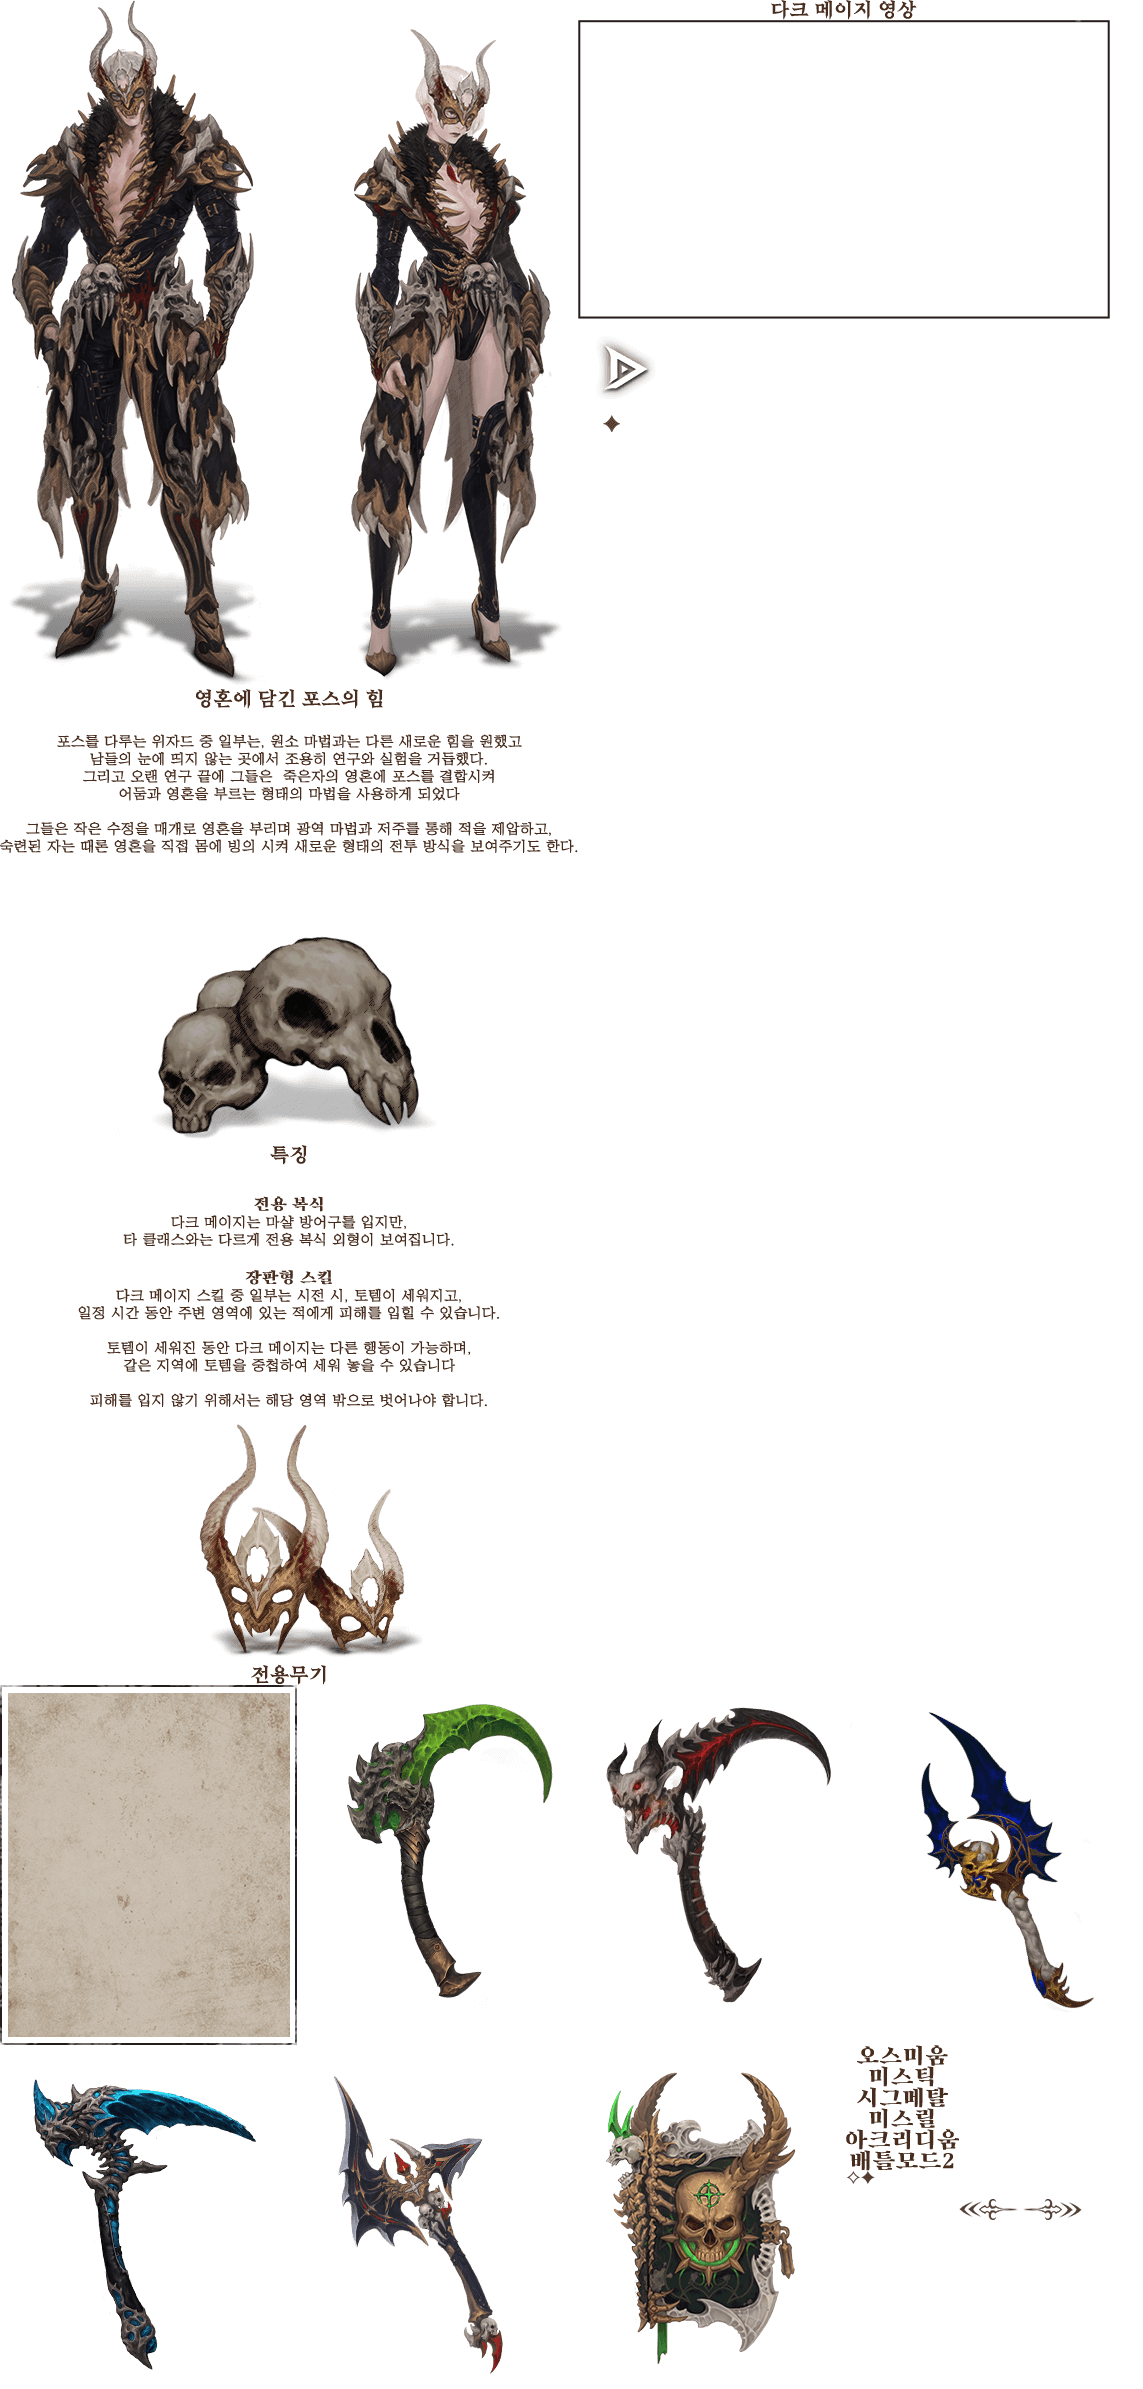 다크 메이지 영상
영혼에 담긴 포스의 힘
포스를 다루는 위자드 중 일부는, 원소 마법과는 다른 새로운 힘을 원했고
남들의 눈에 띄지 않는 곳에서 조용히 연구와 실험을 거듭했다.
그리고 오랜 연구 끝에 그들은 죽은자의 영혼에 포스를 결합시켜
어둠과 영혼을 부르는 형태의 마법을 사용하게 되었다
그들은 작은 수정을 매개로 영혼을 부리며 광역 마법과 저주를 통해 적을 제압하고,
숙련된 자는 때론 영혼을 직접 몸에 빙의 시켜 새로운 형태의 전투 방식을 보여주기도 한다.
특징
전용 복식
다크 메이지는 마샬 방어구를 입지만,
타 클래스와는 다르게 전용 복식 외형이 보여집니다.
장판형 스킬
다크 메이지 스킬 중 일부는 시전 시, 토템이 세워지고,
일정 시간 동안 주변 영역에 있는 적에게 피해를 입힐 수 있습니다.
토템이 세워진 동안 다크 메이지는 다른 행동이 가능하며,
같은 지역에 토템을 중첩하여 세워 놓을 수 있습니다
피해를 입지 않기 위해서는 해당 영역 밖으로 벗어나야 합니다.
전용무기
오스미움
미스틱
시그메탈
미스릴
아크리디움
배틀모드2